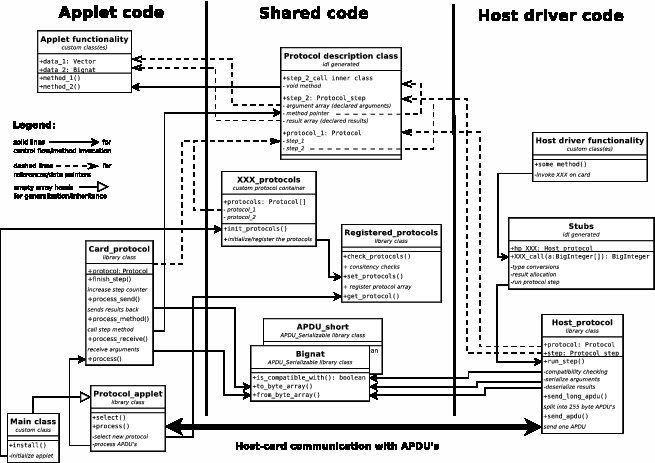 Applet code
Shared code
Host driver code
Applet functionality
custom class(es)
+data_1: Vector
+data_2: Bignat
+method_1()
+method_2()
Legend:
solid lines for
control flow/method invocation
dashed lines for
references/data pointers
empty array heads
for generalization/inheritance
Protocol description class
idl generated
+step_2_call inner class
- void method
+step_2: Protocol_step
- argument array (declared arguments)
- method pointer
- result array (declared results)
+protocol_1: Protocol
- step_1
- step_2
Host driver functionality
custom class(es)
+some method()
-invoke XXX on card
XXX_protocols
custom protocol container
+protocols: Protocol[]
- protocol_1
- protocol_2
+init_protocols()
+initialize/register the protocols
Registered_protocols
library class
+check_protocols()
+ consitency checks
+set_protocols()
+ register protocol array
+get_protocol()
Stubs
idl generated
+hp_XXX: Host_protocol
+XXX_call(a:BigInteger[]): BigInteger
-type conversions
-result allocation
-run protocol step
Card_protocol
library class
+protocol: Protocol
+finish_step()
increase step counter
+process_send()
sends results back
+process_method()
call step method
+process_receive()
receive arguments
+process()
APDU_short
APDU_Serializable library class
an
Bignat
APDU_Serializable library class
+is_compatible_with(): boolean
+to_byte_array()
+from_byte_array()
Host_protocol
library class
+protocol: Protocol
+step: Protocol_step
+run_step()
-compatibility checking
-serialize arguments
-deserialize results
+send_long_apdu()
split into 255 byte APDU's
+send_apdu()
send one APDU
Protocol_applet
library class
+select()
+process()
-select new protocol
-process APDU's
Main class
custom class
+install()
-initialize applet
Host-card communication with APDU's